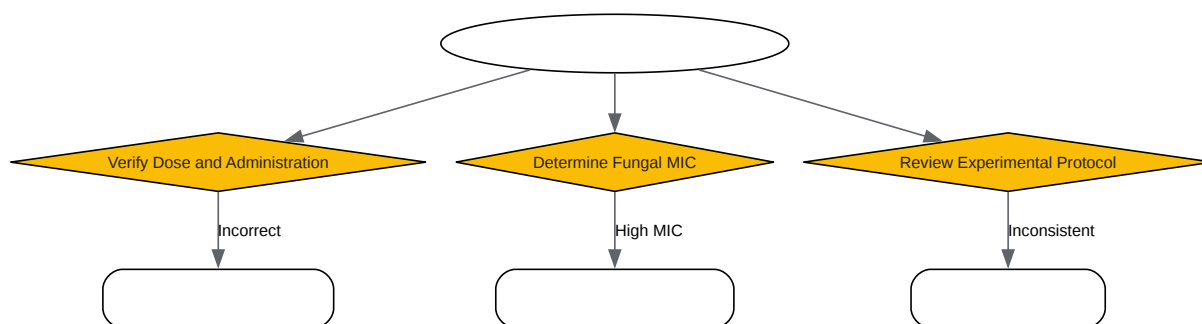 Verify Dose and Administration
Determine Fungal MIC
Review Experimental Protocol
Incorrect
High MIC
Inconsistent